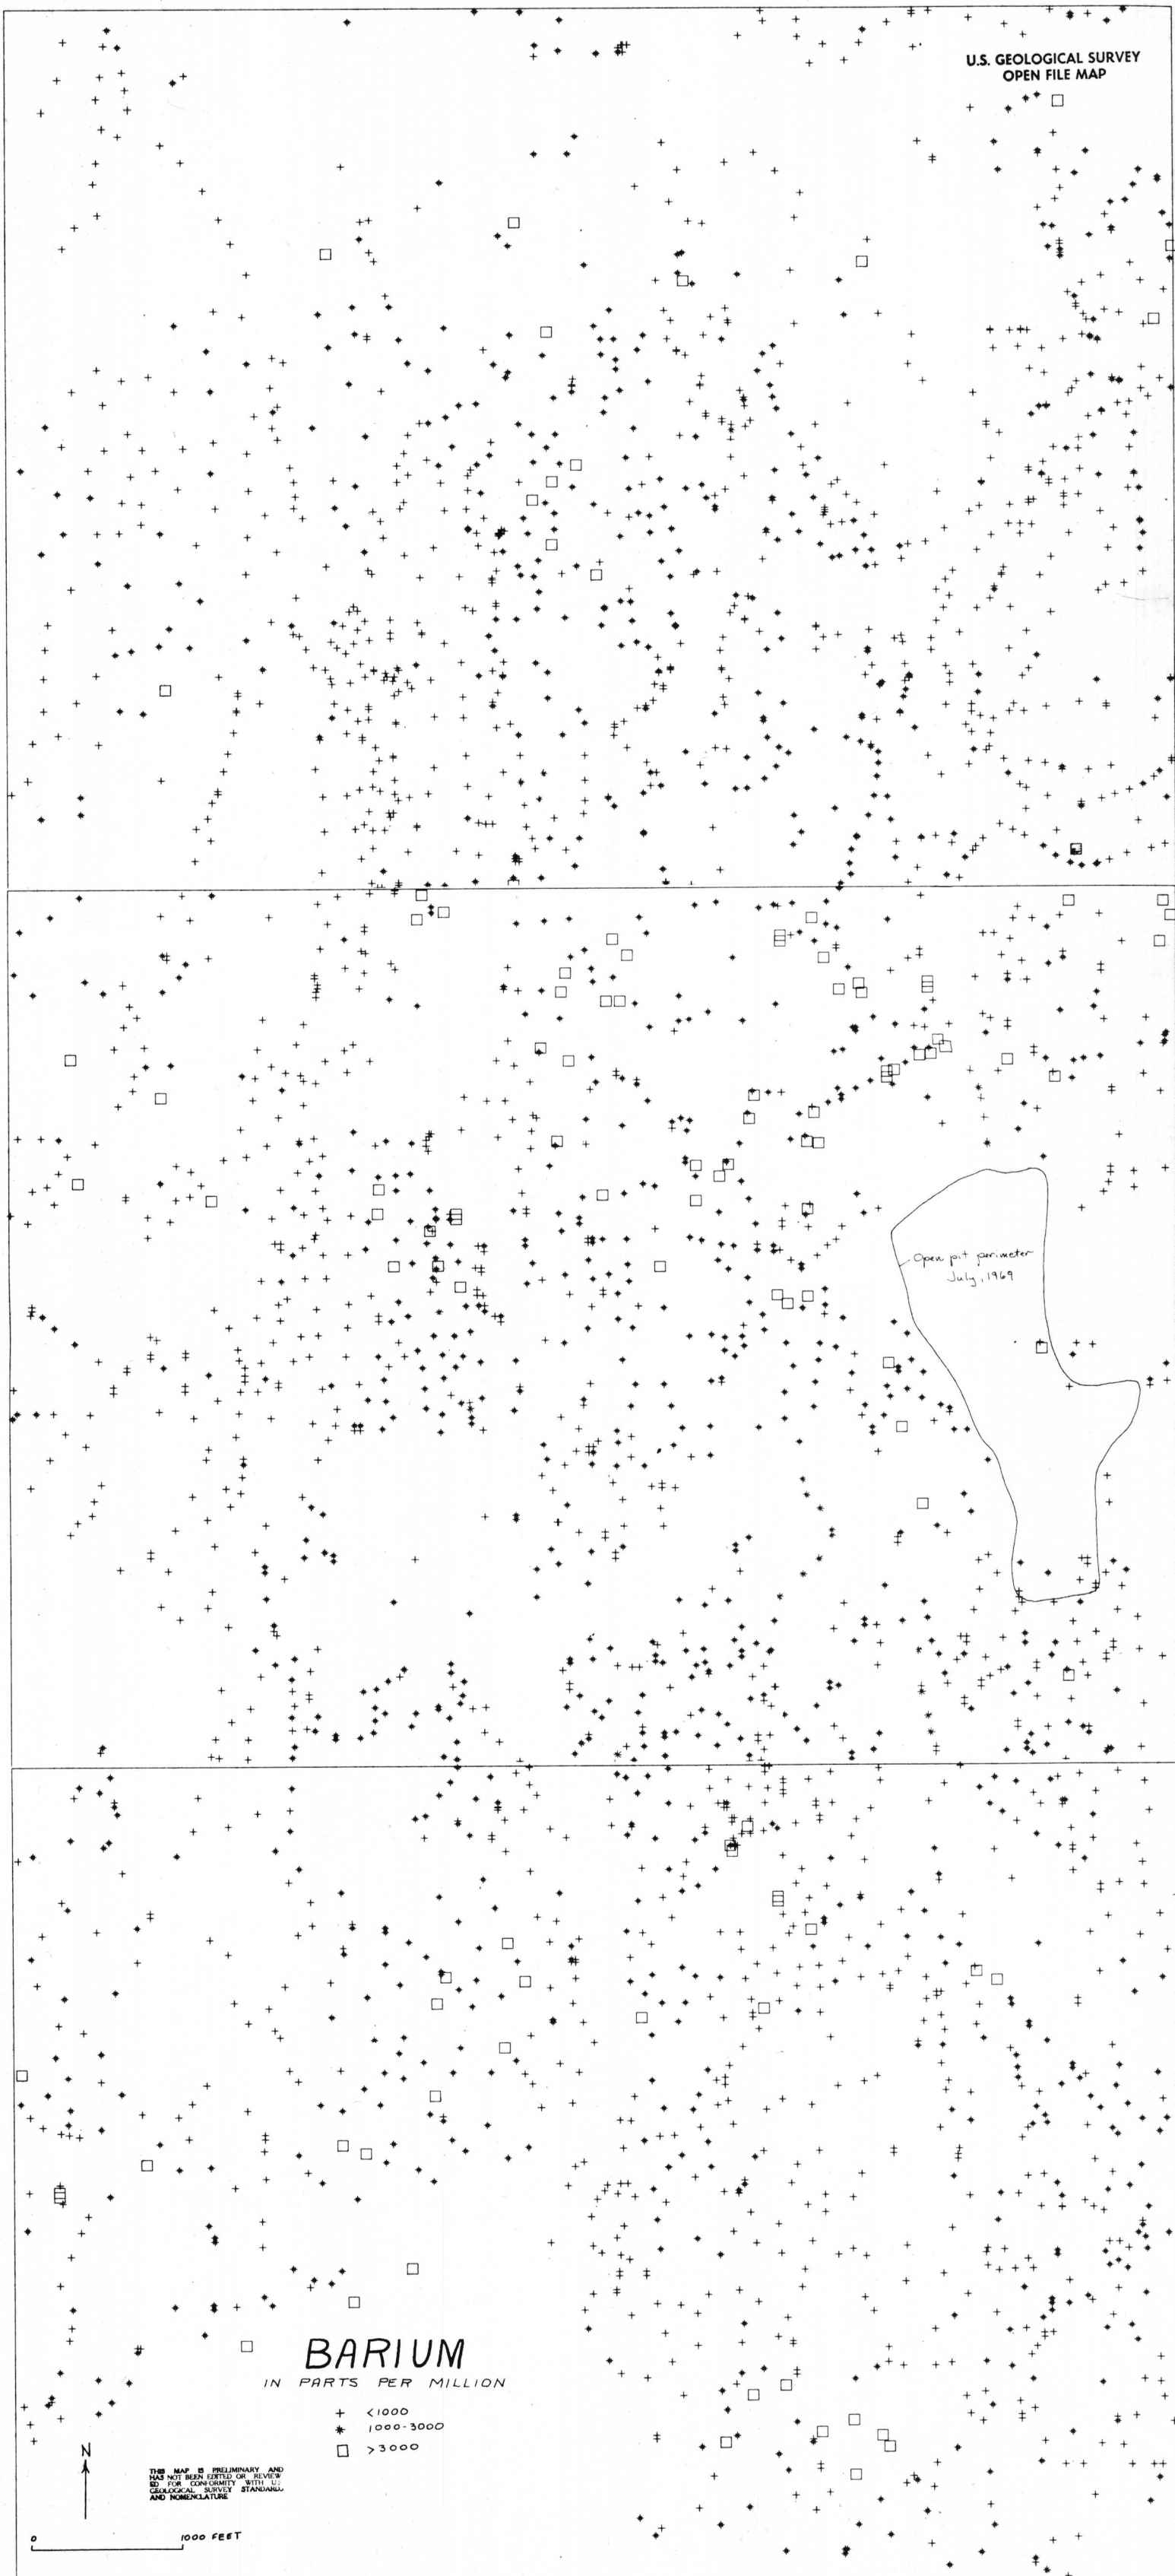 U.S. GEOLOGICAL SURVEY
OPEN FILE MAP
Open pit perimeter
July, 1969
BARIUM
IN PARTS PER MILLION
+ <1000
* 1000-3000
□ >3000
N
THIS MAP IS PRELIMINARY AND
HAS NOT BEEN EDITED OR REVIEW
ED FOR CONFORMITY WITH U.S.
GEOLOGICAL SURVEY STANDARDS
AND NOMENCLATURE
0 1000 FEET